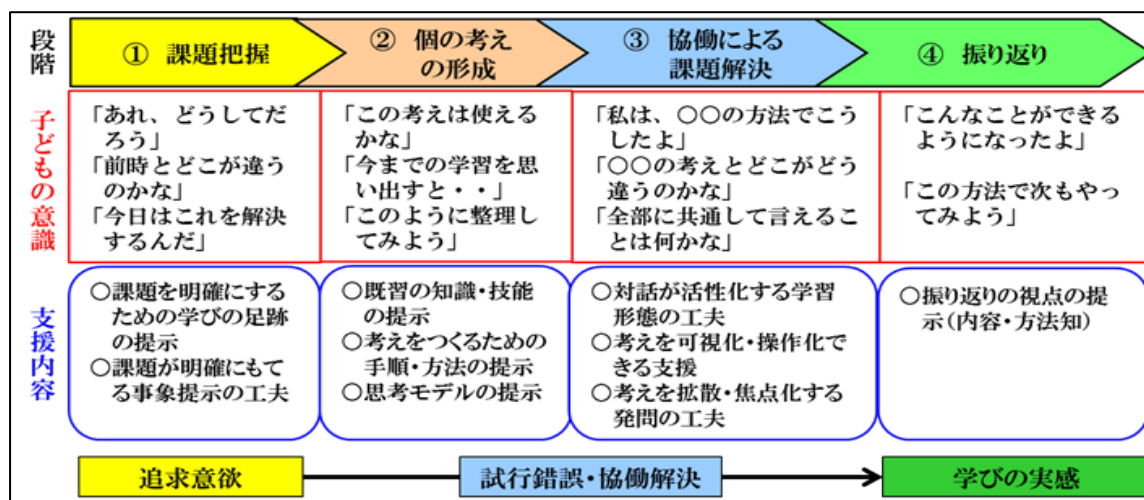 段階
① 課題把握
② 個の考え
の形成
③ 協働による
課題解決
④ 振り返り
子どもの意識
「あれ、どうしてだ
ろう」
「前時とどこが違う
のかな」
「今日はこれを解決
するんだ」
「この考えは使える
かな」
「今までの学習を思
い出すと・・」
「このように整理し
てみよう」
「私は、〇〇の方法でこう
したよ」
「〇〇の考えとどこがどう
違うのかな」
「全部に共通して言えるこ
とは何かな」
「こんなことができる
ようになったよ」
「この方法で次もやっ
てみよう」
支援内容
〇課題を明確にする
ための学びの足跡
の提示
〇課題が明確にもて
る事象提示の工夫
〇既習の知識・技能
の提示
〇考えをつくるための
手順・方法の提示
〇思考モデルの提示
〇対話が活性化する学習
形態の工夫
〇考えを可視化・操作化で
きる支援
〇考えを拡散・焦点化する
発問の工夫
〇振り返りの視点の提
示(内容・方法知)
追求意欲
試行錯誤・協働解決
学びの実感